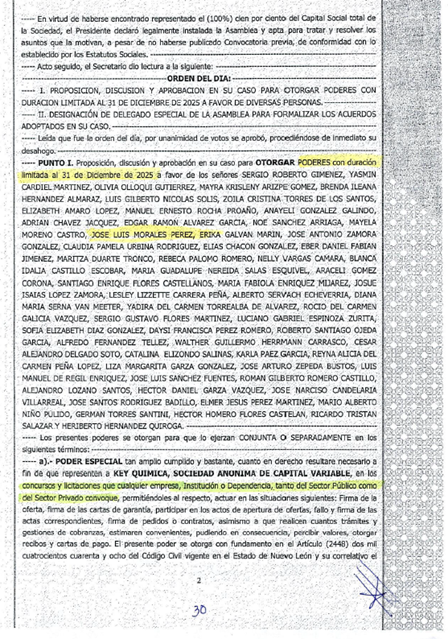 ----- En virtud de haberse encontrado representado el (100%) cien por ciento del Capital Social total de
la Sociedad, el Presidente declaró legalmente instalada la Asamblea y apta para tratar y resolver los
asuntos que la motivan, a pesar de no haberse publicado Convocatoria previa, de conformidad con lo
establecido por los Estatutos Sociales. ---
----- Acto seguido, el Secretario dio lectura a la siguiente: ---
ORDEN DEL DIA: ---
----- I. PROPOSICION, DISCUSION Y APROBACION EN SU CASO PARA OTORGAR PODERES CON
DURACION LIMITADA AL 31 DE DICIEMBRE DE 2025 A FAVOR DE DIVERSAS PERSONAS. ---
----- II. DESIGNACIÓN DE DELEGADO ESPECIAL DE LA ASAMBLEA PARA FORMALIZAR LOS ACUERDOS
ADOPTADOS EN SU CASO. ---
----- Leída que fue la orden del día, por unanimidad de votos se aprobó, procediéndose de inmediato su
desahogo. ---
----- PUNTO I. Proposición, discusión y aprobación en su caso para OTORGAR PODERES con duración
limitada al 31 de Diciembre de 2025 a favor de los señores SERGIO ROBERTO GIMENEZ, YASMIN
CARDIEL MARTINEZ, OLIVIA OLLOQUI GUTIERREZ, MAYRA KRISLENY ARIZPE GOMEZ, BRENDA ILEANA
HERNANDEZ ALMARAZ, LUIS GILBERTO NICOLAS SOLIS, ZOILA CRISTINA TORRES DE LOS SANTOS,
ELIZABETH AMARO LOPEZ, MANUEL ERNESTO ROCHA PROAÑO, ANAYELI GONZALEZ GALINDO,
ADRIAN CHAVEZ JACQUEZ, EDGAR RAMON ALVAREZ GARCIA, NOE SANCHEZ ARRIAGA, MAYELA
MORENO CASTRO, JOSE LUIS MORALES PEREZ, ERIKA GALVAN MARIN, JOSE ANTONIO ZAMORA
GONZALEZ, CLAUDIA PAMELA URBINA RODRIGUEZ, ELIAS CHACON GONZALEZ, EBER DANIEL FABIAN
JIMENEZ, MARITZA DUARTE TRONCO, REBECA PALOMO ROMERO, NELLY VARGAS CAMARA, BLANCA
IDALIA CASTILLO ESCOBAR, MARIA GUADALUPE NEREIDA SALAS ESQUIVEL, ARACELI GOMEZ
CORONA, SANTIAGO ENRIQUE FLORES CASTELLANOS, MARIA FABIOLA ENRIQUEZ MIJAREZ, JOSUE
ISAIAS LOPEZ ZAMORA, LESLEY LIZZETTE CARRERA PEÑA, ALBERTO SERVACH ECHEVERRIA, DIANA
MARIA SERNA VAN MEETER, YADIRA DEL CARMEN TORREALBA DE ALVAREZ, ROCIO DEL CARMEN
GALICIA VAZQUEZ, SERGIO GUSTAVO FLORES MARTINEZ, LUCIANO GABRIEL ESPINOZA ZURITA,
SOFIA ELIZABETH DIAZ GONZALEZ, DAYSI FRANCISCA PEREZ ROMERO, ROBERTO SANTIAGO OJEDA
GARCIA, ALFREDO FERNANDEZ TELLEZ, WALTHER GUILLERMO HERRMANN CARRASCO, CESAR
ALEJANDRO DELGADO SOTO, CATALINA ELIZONDO SALINAS, KARLA PAEZ GARCIA, REYNA ALICIA DEL
CARMEN PEÑA LOPEZ, LIZA MARGARITA GARZA GONZALEZ, JOSE ARTURO ZEPEDA BUSTOS, LUIS
MANUEL DE REGIL ENRIQUEZ, JOSE LUIS SANCHEZ FUENTES, ROMAN GILBERTO ROMERO CASTILLO,
ALEJANDRO LOZANO SANTOS, HECTOR DANIEL GARZA VAZQUEZ, JOSE NARCISO CANDELARIA
VILLARREAL, JOSE SANTOS RODRIGUEZ BADILLO, ELMER JESUS PEREZ MARTINEZ, MARIO ALBERTO
NIÑO PULIDO, GERMAN TORRES SANTINI, HECTOR HOMERO FLORES CASTELAN, RICARDO TRISTAN
SALAZAR Y HERIBERTO HERNANDEZ QUIROGA. ---
----- Los presentes poderes se otorgan para que lo ejerzan CONJUNTA O SEPARADAMENTE en los
siguientes términos: ---
----- a).- PODER ESPECIAL tan amplio cumplido y bastante, cuanto en derecho resultare necesario a
fin de que representen a KEY QUIMICA, SOCIEDAD ANONIMA DE CAPITAL VARIABLE, en los
concursos y licitaciones que cualquier empresa, Institución o Dependencia, tanto del Sector Público como
del Sector Privado convoque, permitiéndoles al respecto, actuar en las situaciones siguientes: Firma de la
oferta, firma de las cartas de garantía, participar en los actos de apertura de ofertas, fallo y firma de las
actas correspondientes, firma de pedidos o contratos, asimismo a que realicen cuantos trámites y
gestiones de cobranzas, estimaren convenientes, pudiendo en consecuencia, percibir valores, otorgar
recibos y cartas de pago. El presente poder se otorga con fundamento en el Artículo (2448) dos mil
cuatrocientos cuarenta y ocho del Código Civil vigente en el Estado de Nuevo León y su correlativo el
2
30